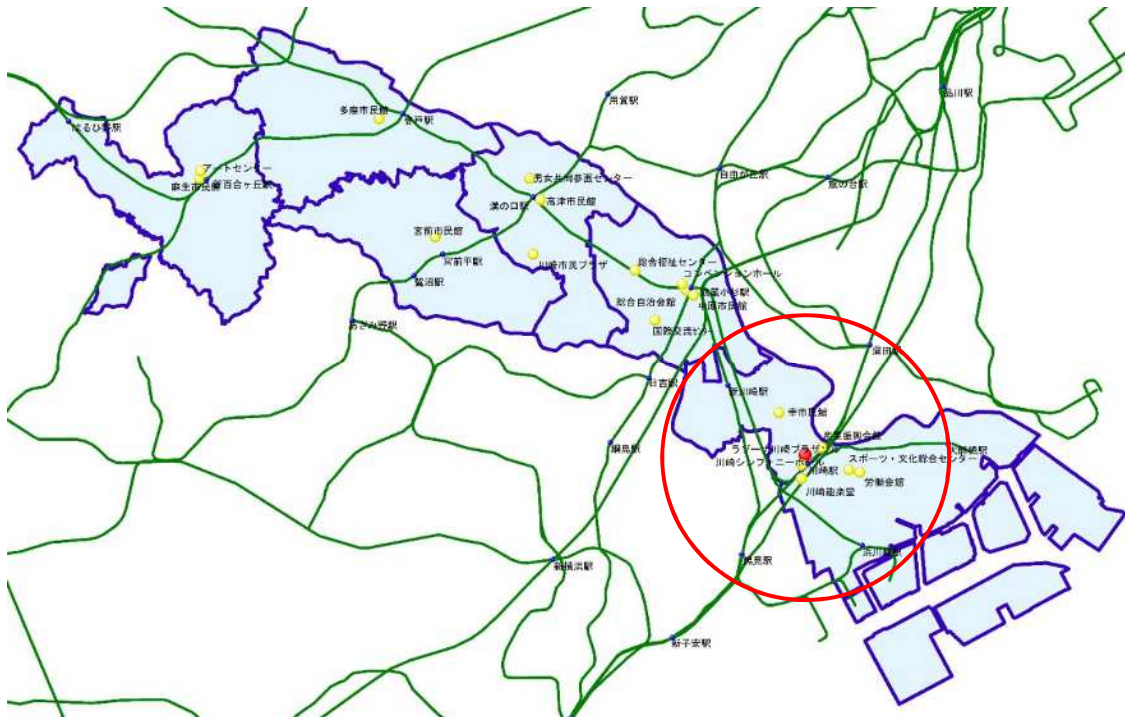 品川駅
用賀駅
多摩市民館
登戸駅
はるひ野駅
自由が丘駅
旗の台駅
アートセンター
新百合ヶ丘駅
麻生市民館
男女共同参画センター
高津市民館
溝の口駅
宮前市民館
宮前平駅
川崎市民プラザ
鷺沼駅
総合福祉センター
コンベンションホール
武蔵小杉駅
中原市民館
総合自治会館
国際交流センター
あざみ野駅
蒲田駅
日吉駅
新川崎駅
幸市民館
綱島駅
産業振興会館
ラゾーナ川崎プラザソル
大師橋駅
川崎シンフォニーホール
スポーツ・文化総合センター
川崎駅
労働会館
川崎能楽堂
浜川崎駅
鶴見駅
新横浜駅
新子安駅